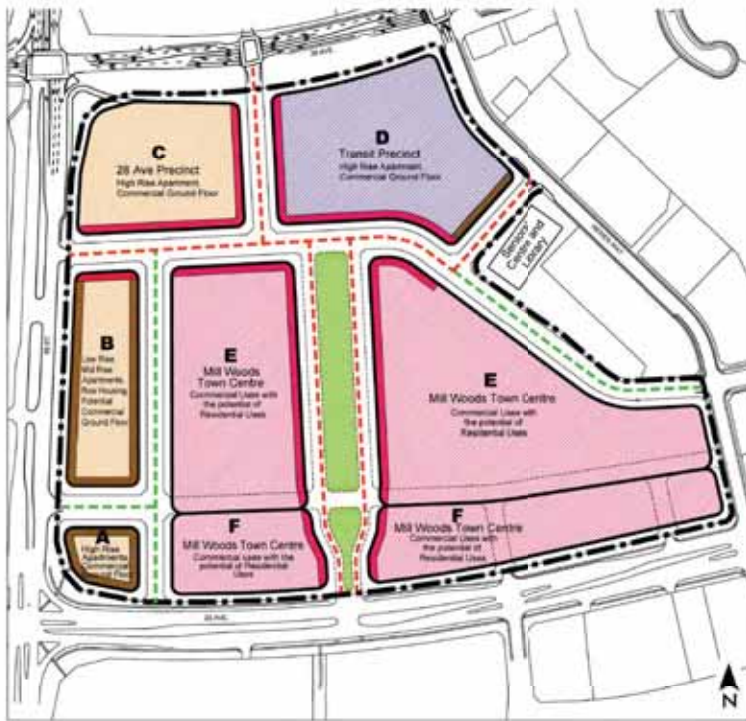 C
28 Ave Precinct
High Rise Apartment,
Commercial Ground Floor
D
Transit Precinct
High Rise Apartment,
Commercial Ground Floor
Seniors'
Centre and
Library
B
Low Rise,
Mid Rise
Apartments,
Row Housing,
Potential
Commercial
Ground Floor
E
Mill Woods
Town Centre
Commercial Uses with
the potential of
Residential Uses
E
Mill Woods Town Centre
Commercial Uses with
the potential of
Residential Uses
A
High Rise
Apartments,
Commercial
F
Mill Woods Town Centre
Commercial uses with the
potential of Residential
Uses
F
Mill Woods Town Centre
Commercial Uses with
the potential of
Residential Uses
N